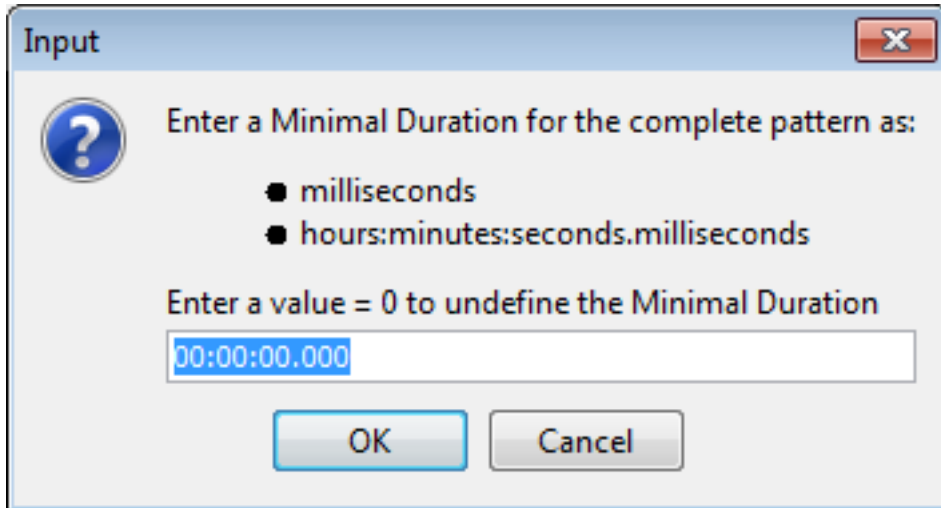 Input
Enter a Minimal Duration for the complete pattern as:
● milliseconds
● hours:minutes:seconds.milliseconds
Enter a value = 0 to undefine the Minimal Duration
00:00:00.000
OK Cancel